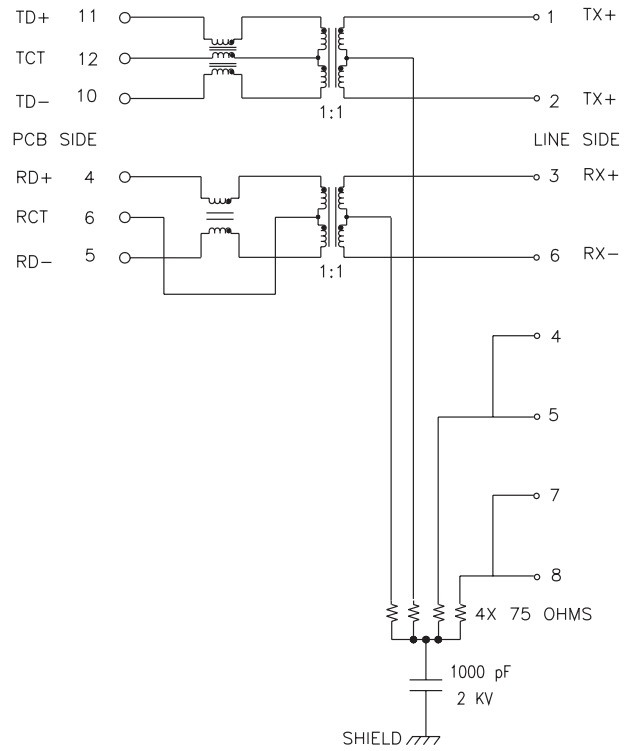 TD+ 11 1 TX+
TCT 12
TD- 10 2 TX+
1:1
PCB SIDE LINE SIDE
RD+ 4 3 RX+
RCT 6
RD- 5 6 RX-
1:1
4
5
7
8
4X 75 OHMS
1000 pF
2 KV
SHIELD